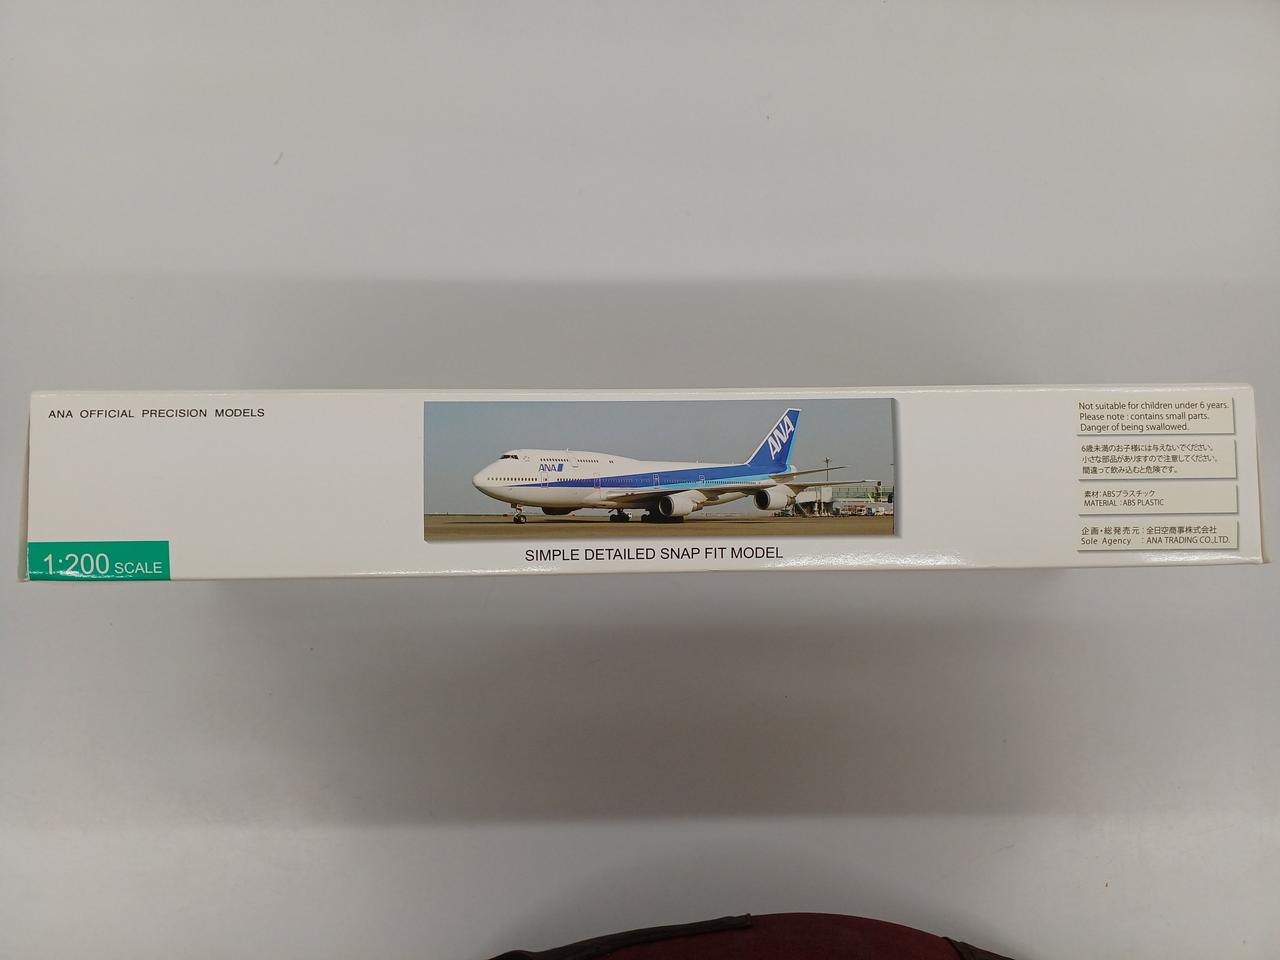 ANA OFFICIAL PRECISION MODELS
1:200 SCALE
ANA
ANA
SIMPLE DETAILED SNAP FIT MODEL
Not suitable for children under 6 years.
Please note : contains small parts.
Danger of being swallowed.
6歳未満のお子様には与えないでください。
小さな部品がありますので注意してください。
間違って飲み込むと危険です。
素材：ABSプラスチック
MATERIAL : ABS PLASTIC
企画・総発売元：全日空商事株式会社
Sole Agency : ANA TRADING CO.,LTD.